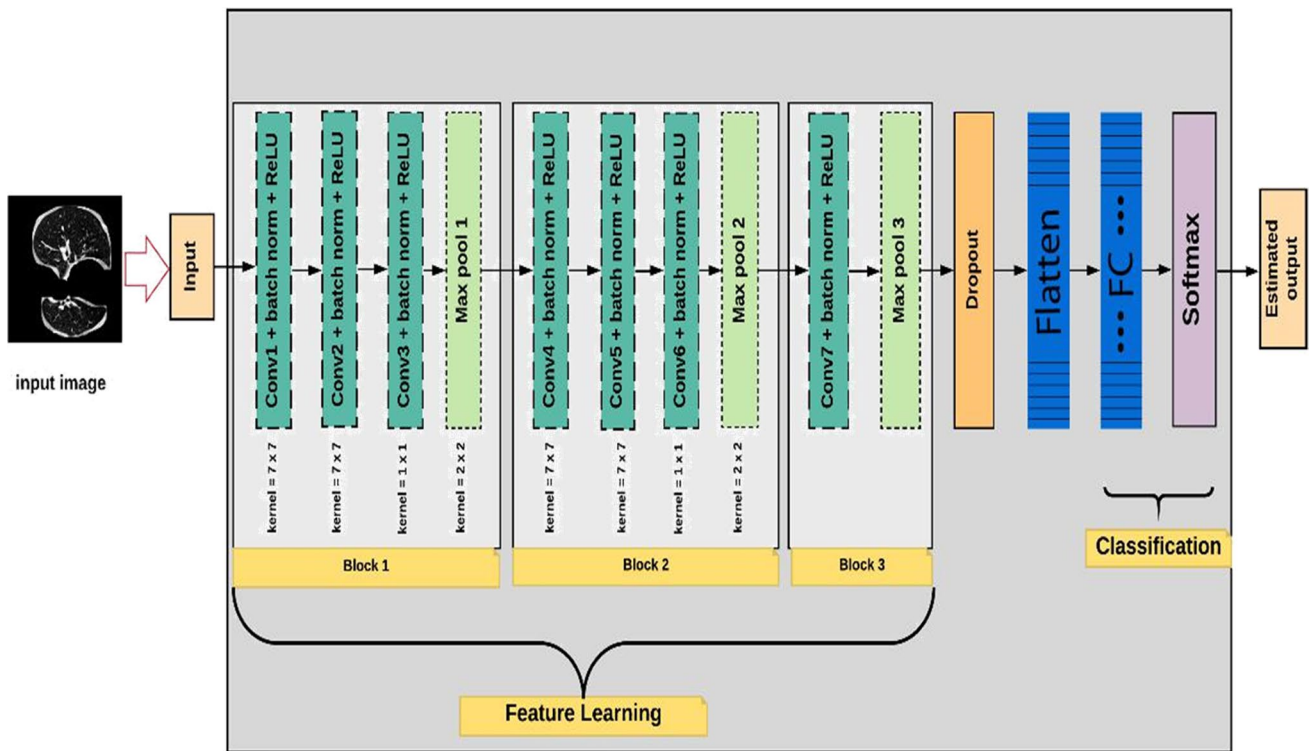 input image
Input
Conv1 + batch norm + ReLU
Conv2 + batch norm + ReLU
Conv3 + batch norm + ReLU
Max pool 1
kernel = 7 x 7
kernel = 7 x 7
kernel = 1 x 1
kernel = 2 x 2
Block 1
Conv4 + batch norm + ReLU
Conv5 + batch norm + ReLU
Conv6 + batch norm + ReLU
Max pool 2
kernel = 7 x 7
kernel = 7 x 7
kernel = 1 x 1
kernel = 2 x 2
Block 2
Conv7 + batch norm + ReLU
Max pool 3
Block 3
Feature Learning
Dropout
Flatten
••• FC •••
Softmax
Classification
Estimated
output